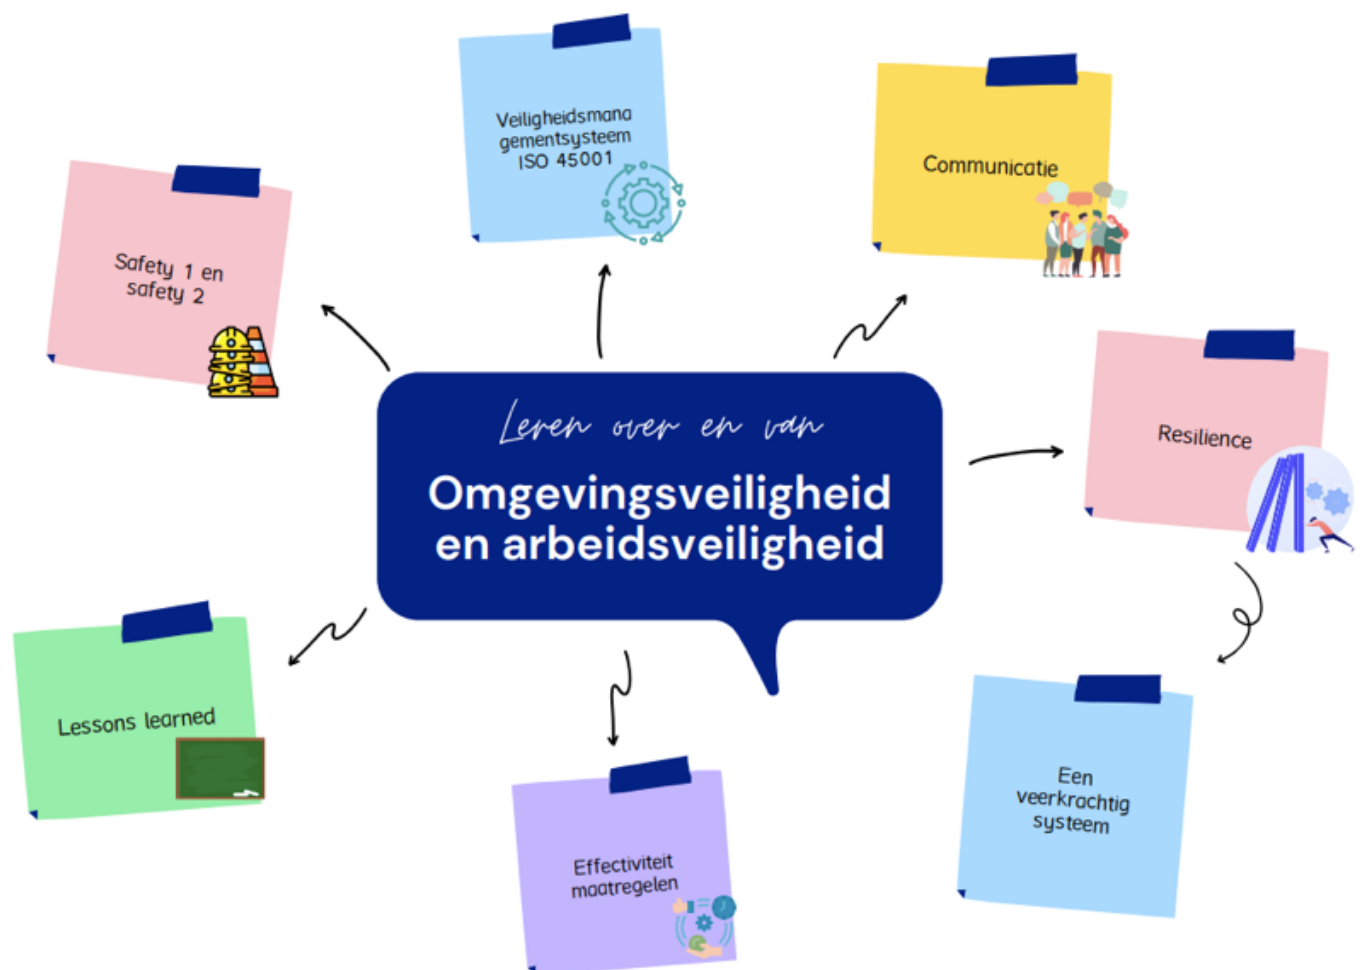 Veiligheidsmana
gementsysteem
ISO 45001
Communicatie
Safety 1 en
safety 2
Leren over en van
Omgevingsveiligheid
en arbeidsveiligheid
Resilience
Lessons learned
Effectiviteit
maatregelen
Een
veerkrachtig
systeem